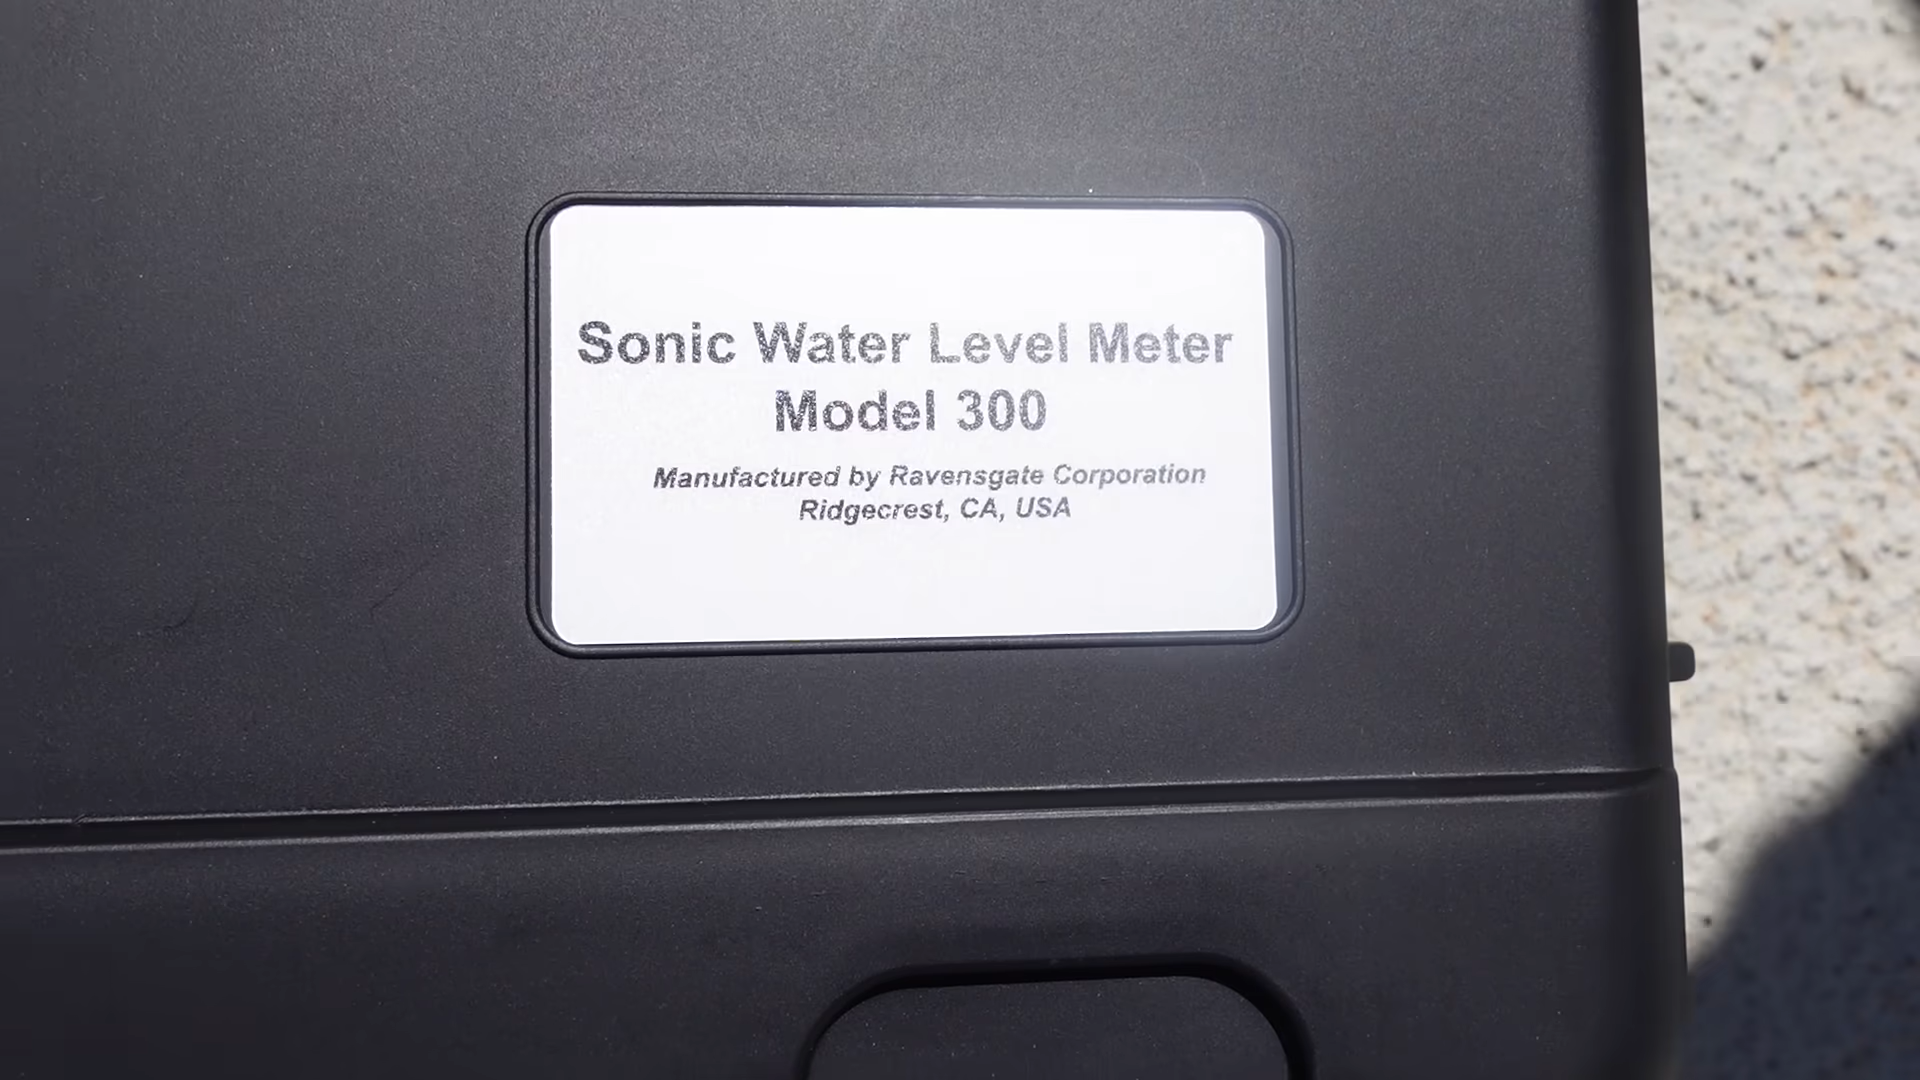 Sonic Water Level Meter
Model 300
Manufactured by Ravensgate Corporation
Ridgecrest, CA, USA